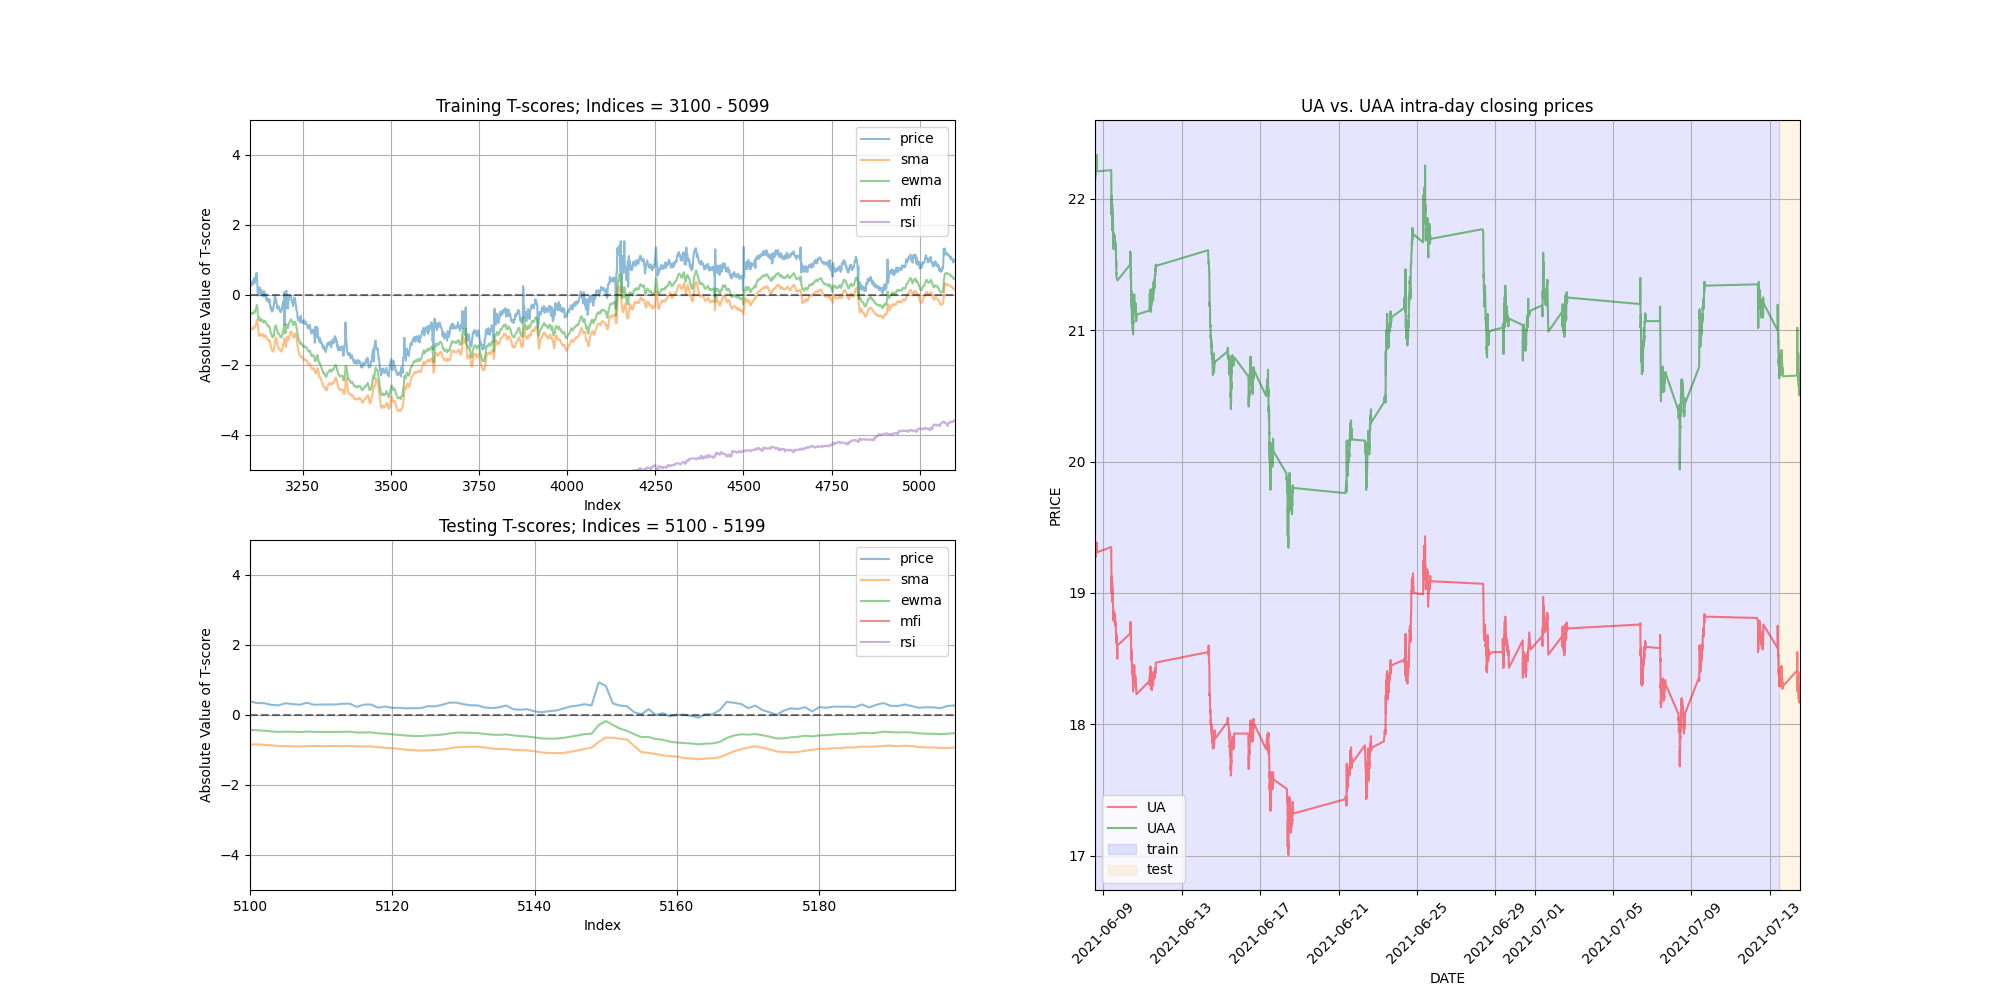 Training T-scores; Indices = 3100 - 5099
Absolute Value of T-score
4
2
0
−2
−4
price
sma
ewma
mfi
rsi
3250 3500 3750 4000 4250 4500 4750 5000
Index
Testing T-scores; Indices = 5100 - 5199
Absolute Value of T-score
4
2
0
−2
−4
price
sma
ewma
mfi
rsi
5100 5120 5140 5160 5180
Index
UA vs. UAA intra-day closing prices
PRICE
22
21
20
19
18
17
UA
UAA
train
test
2021-06-09 2021-06-13 2021-06-17 2021-06-21 2021-06-25 2021-06-29 2021-07-01 2021-07-05 2021-07-09 2021-07-13
DATE